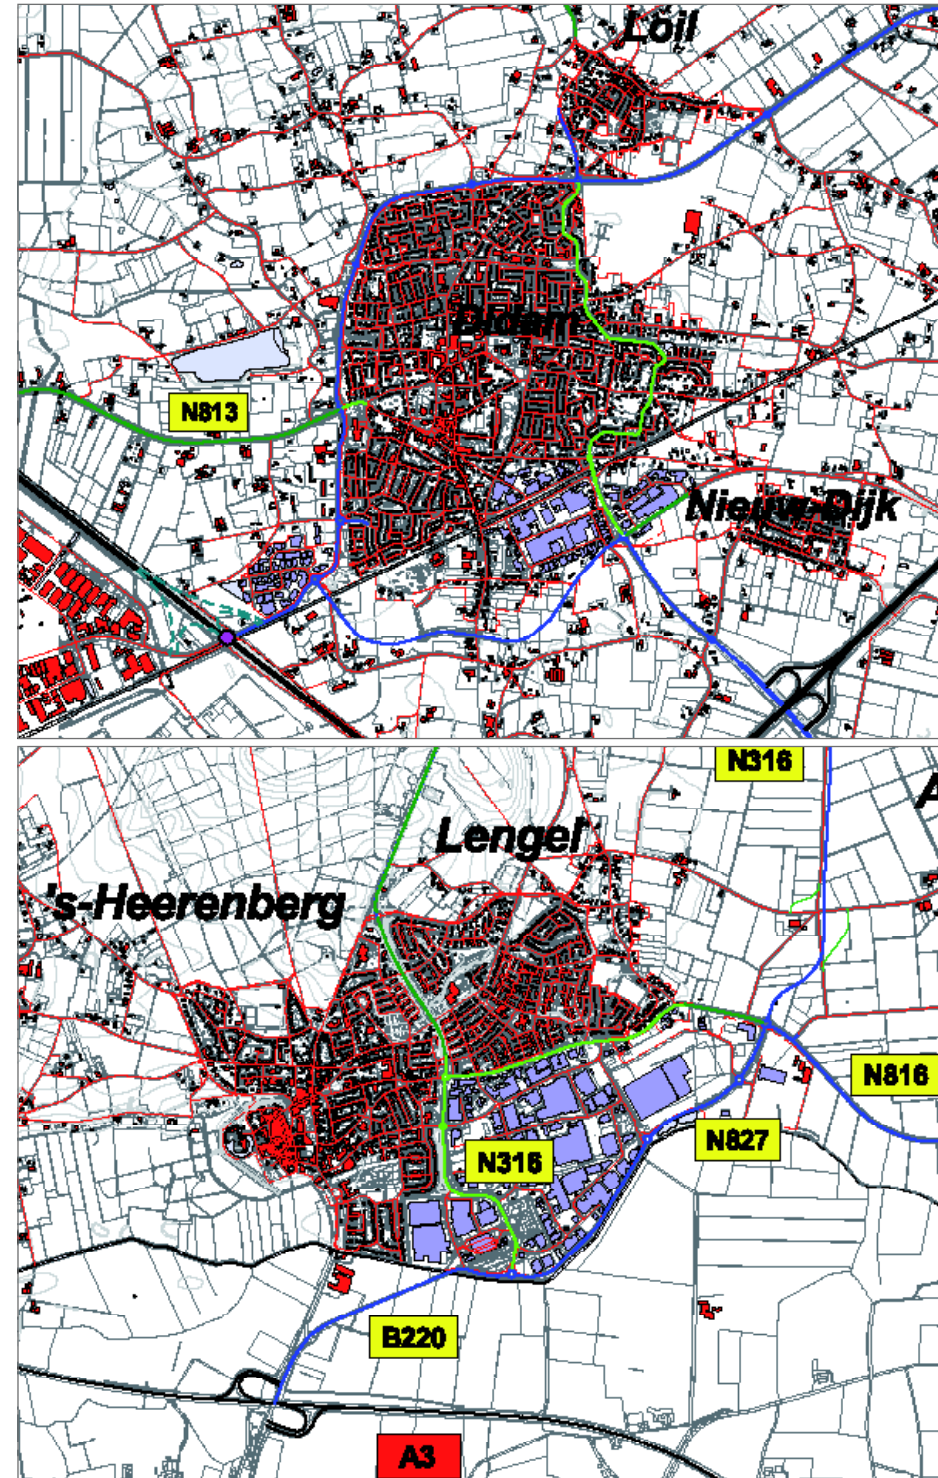 Loil
N813
Nieuw-Dijk
N316
Lengel
's-Heerenberg
N816
N827
N316
B220
A3